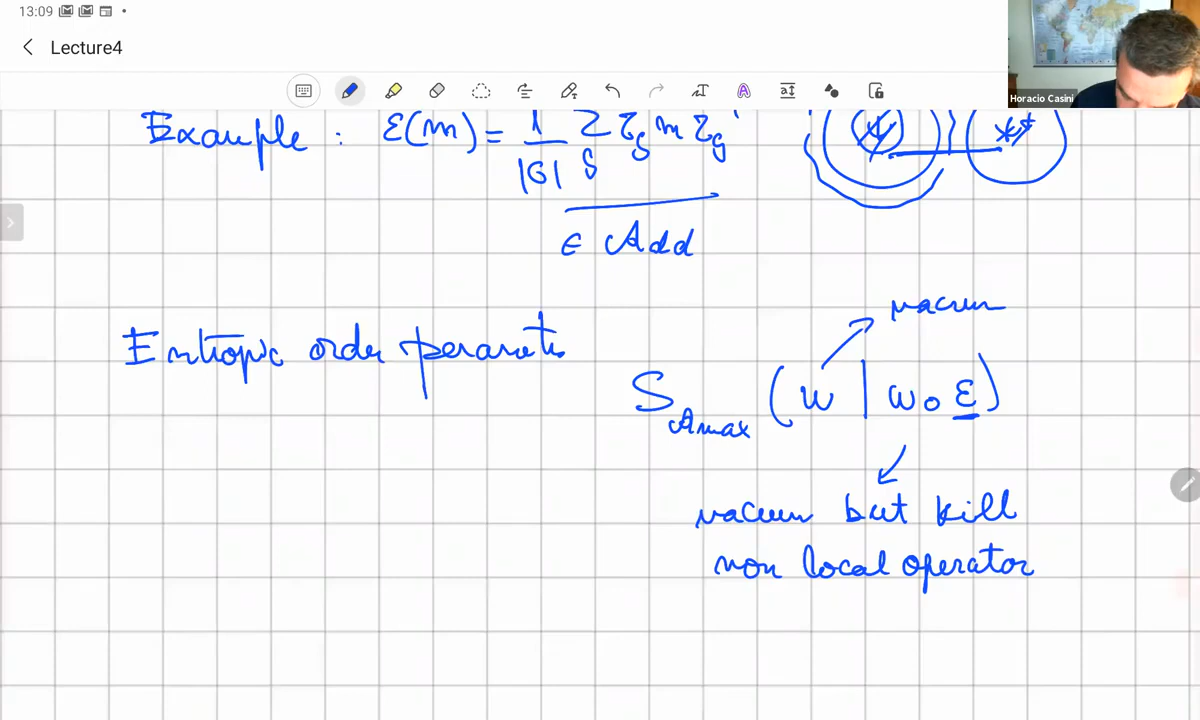 13:09
Lecture4
Horacio Casini
Example : ε(m) = 1/|G| Σ_g τ_g m τ_g⁻
ψ ψ†
∈ Add
vacuum
Entropic order parameter
S_Amax (ω | ω∘ε)
vacuum but kill
non local operator